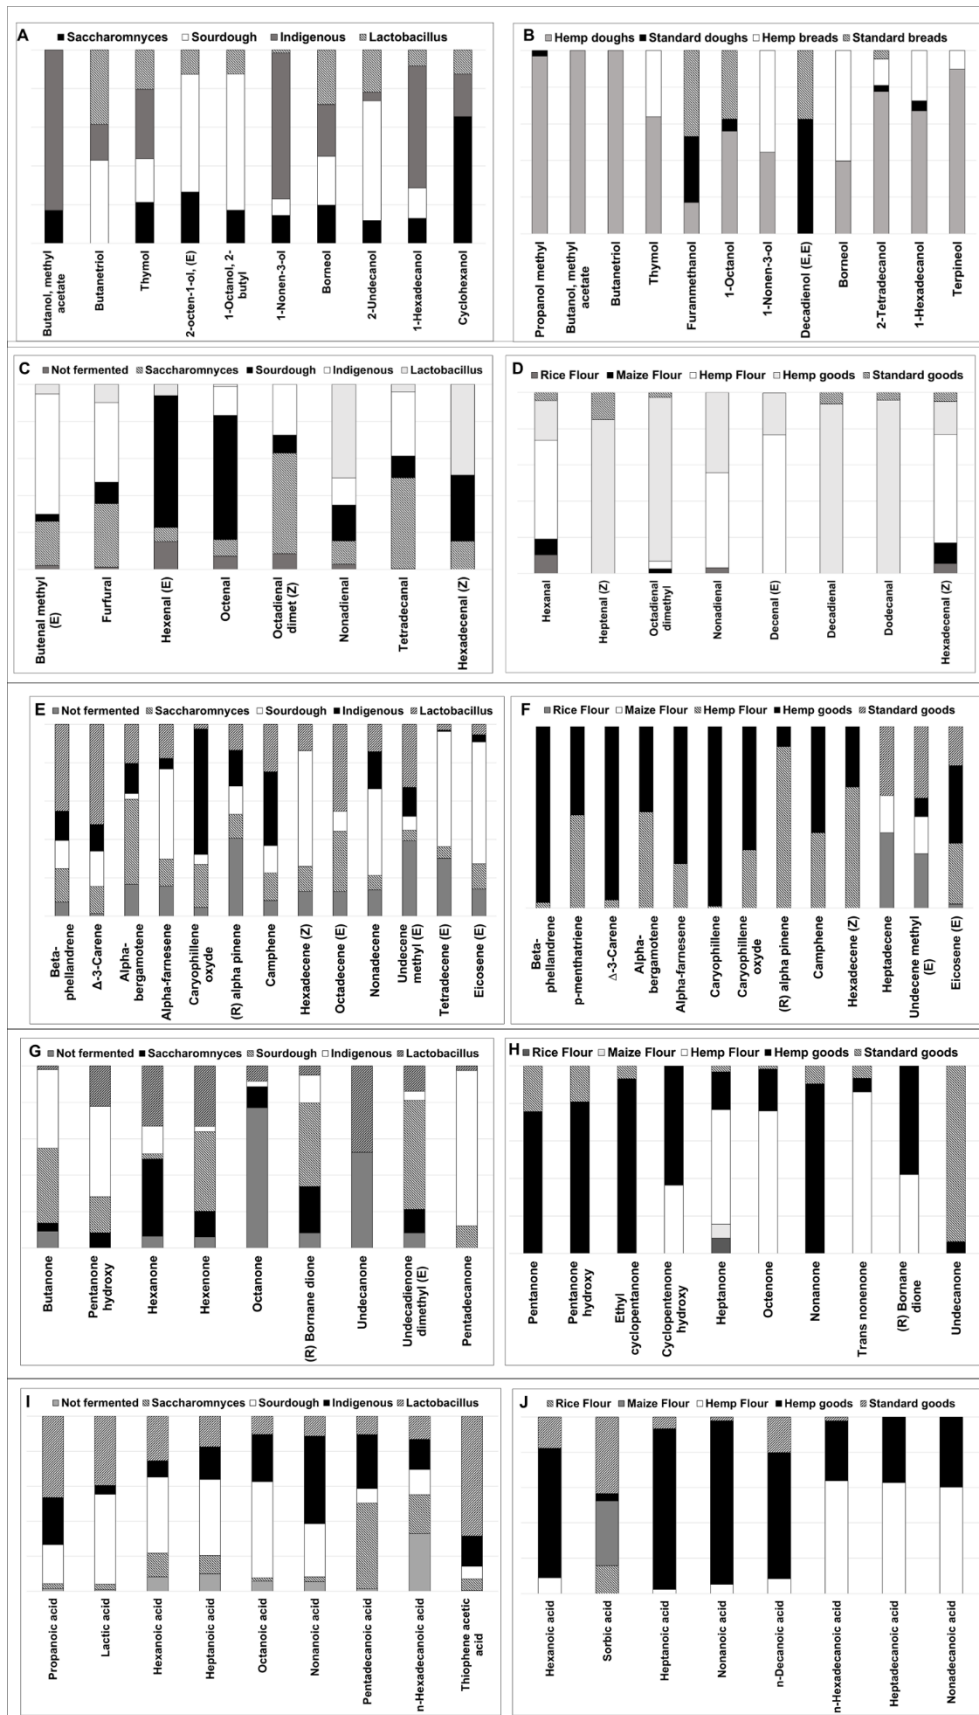 A
Saccharomnyces Sourdough Indigenous Lactobacillus
Butanol, methyl
acetate
Butanetriol
Thymol
2-octen-1-ol, (E)
1-Octanol, 2-
butyl
1-Nonen-3-ol
Borneol
2-Undecanol
1-Hexadecanol
Cyclohexanol
B
Hemp doughs Standard doughs Hemp breads Standard breads
Propanol methyl
Butanol, methyl
acetate
Butanetriol
Thymol
Furanmethanol
1-Octanol
1-Nonen-3-ol
Decadienol (E,E)
Borneol
2-Tetradecanol
1-Hexadecanol
Terpineol
C
Not fermented Saccharomnyces Sourdough Indigenous Lactobacillus
Butenal methyl
(E)
Furfural
Hexenal (E)
Octenal
Octadienal
dimet (Z)
Nonadienal
Tetradecanal
Hexadecenal (Z)
D
Rice Flour Maize Flour Hemp Flour Hemp goods Standard goods
Hexanal
Heptenal (Z)
Octadienal
dimethyl
Nonadienal
Decenal (E)
Decadienal
Dodecanal
Hexadecenal (Z)
E
Not fermented Saccharomnyces Sourdough Indigenous Lactobacillus
Beta-
phellandrene
Δ-3-Carene
Alpha-
bergamotene
Alpha-farnesene
Caryophillene
oxyde
(R) alpha pinene
Camphene
Hexadecene (Z)
Octadecene (E)
Nonadecene
Undecene
methyl (E)
Tetradecene (E)
Eicosene (E)
F
Rice Flour Maize Flour Hemp Flour Hemp goods Standard goods
Beta-
phellandrene
p-menthatriene
Δ-3-Carene
Alpha-
bergamotene
Alpha-farnesene
Caryophillene
Caryophillene
oxyde
(R) alpha pinene
Camphene
Hexadecene (Z)
Heptadecene
Undecene methyl
(E)
Eicosene (E)
G
Not fermented Saccharomnyces Sourdough Indigenous Lactobacillus
Butanone
Pentanone
hydroxy
Hexanone
Hexenone
Octanone
(R) Bornane dione
Undecanone
Undecadienone
dimethyl (E)
Pentadecanone
H
Rice Flour Maize Flour Hemp Flour Hemp goods Standard goods
Pentanone
Pentanone
hydroxy
Ethyl
cyclopentanone
Cyclopentenone
hydroxy
Heptanone
Octenone
Nonanone
Trans nonenone
(R) Bornane
dione
Undecanone
I
Not fermented Saccharomnyces Sourdough Indigenous Lactobacillus
Propanoic acid
Lactic acid
Hexanoic acid
Heptanoic acid
Octanoic acid
Nonanoic acid
Pentadecanoic acid
n-Hexadecanoic acid
Thiophene acetic
acid
J
Rice Flour Maize Flour Hemp Flour Hemp goods Standard goods
Hexanoic acid
Sorbic acid
Heptanoic acid
Nonanoic acid
n-Decanoic acid
n-Hexadecanoic acid
Heptadecanoic acid
Nonadecanoic acid